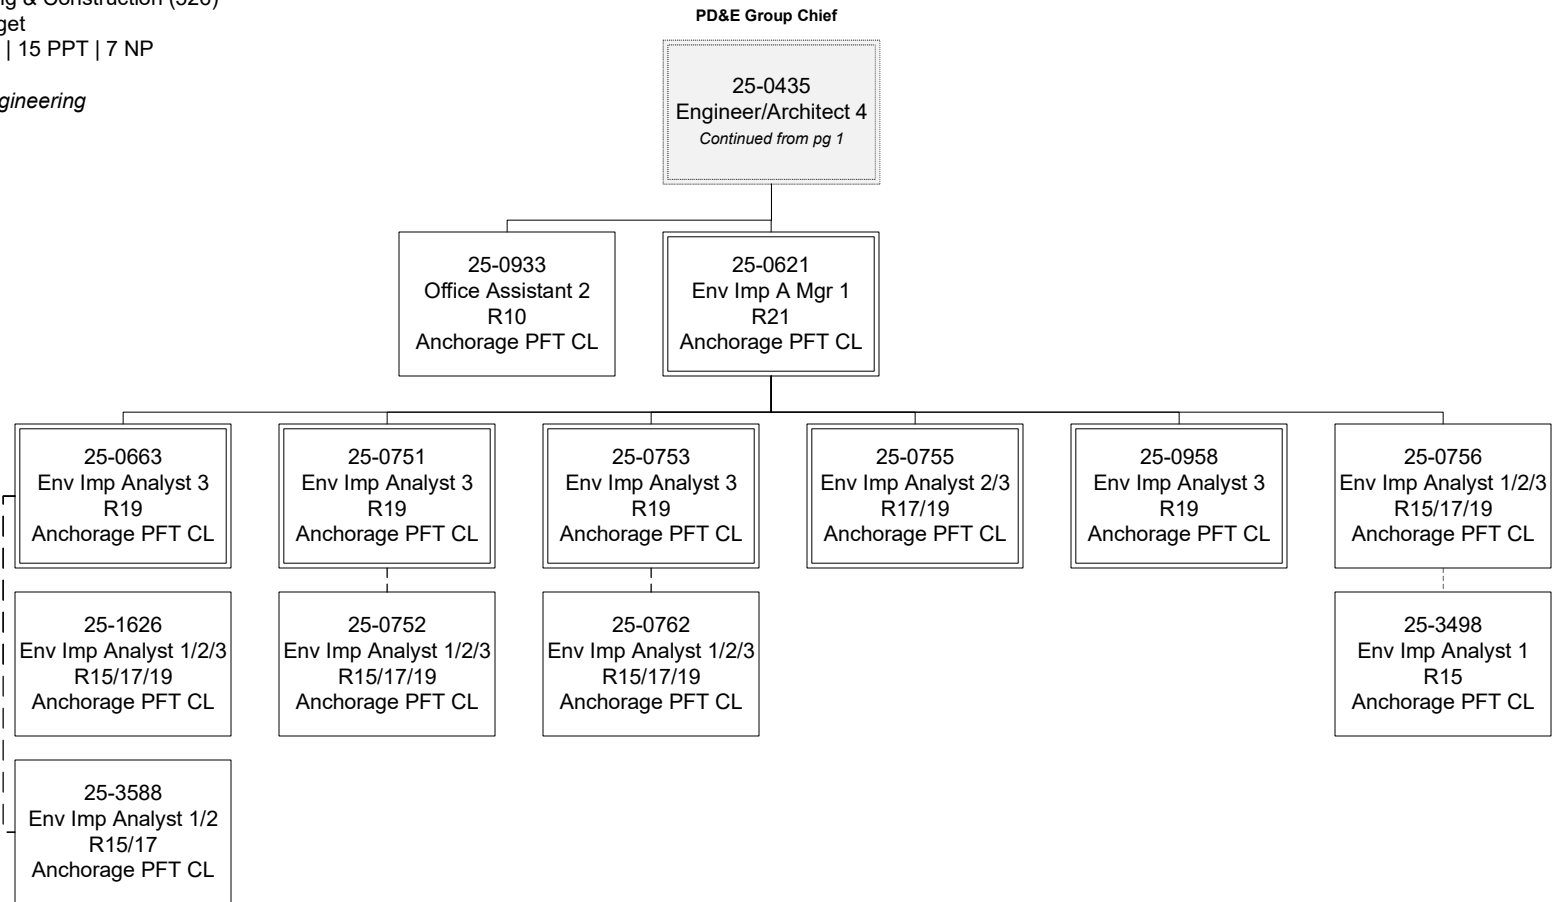 & Construction
get
| 15 PPT | 7 NP
gineering
PD&E Group Chief
25-0435
Engineer/Architect 4
Continued from pg 1
25-0933
Office Assistant 2
R10
Anchorage PFT CL
25-0621
Env Imp A Mgr 1
R21
Anchorage PFT CL
25-0663
Env Imp Analyst 3
R19
Anchorage PFT CL
25-0751
Env Imp Analyst 3
R19
Anchorage PFT CL
25-0753
Env Imp Analyst 3
R19
Anchorage PFT CL
25-0755
Env Imp Analyst 2/3
R17/19
Anchorage PFT CL
25-0958
Env Imp Analyst 3
R19
Anchorage PFT CL
25-0756
Env Imp Analyst 1/2/3
R15/17/19
Anchorage PFT CL
25-1626
Env Imp Analyst 1/2/3
R15/17/19
Anchorage PFT CL
25-0752
Env Imp Analyst 1/2/3
R15/17/19
Anchorage PFT CL
25-0762
Env Imp Analyst 1/2/3
R15/17/19
Anchorage PFT CL
25-3498
Env Imp Analyst 1
R15
Anchorage PFT CL
25-3588
Env Imp Analyst 1/2
R15/17
Anchorage PFT CL